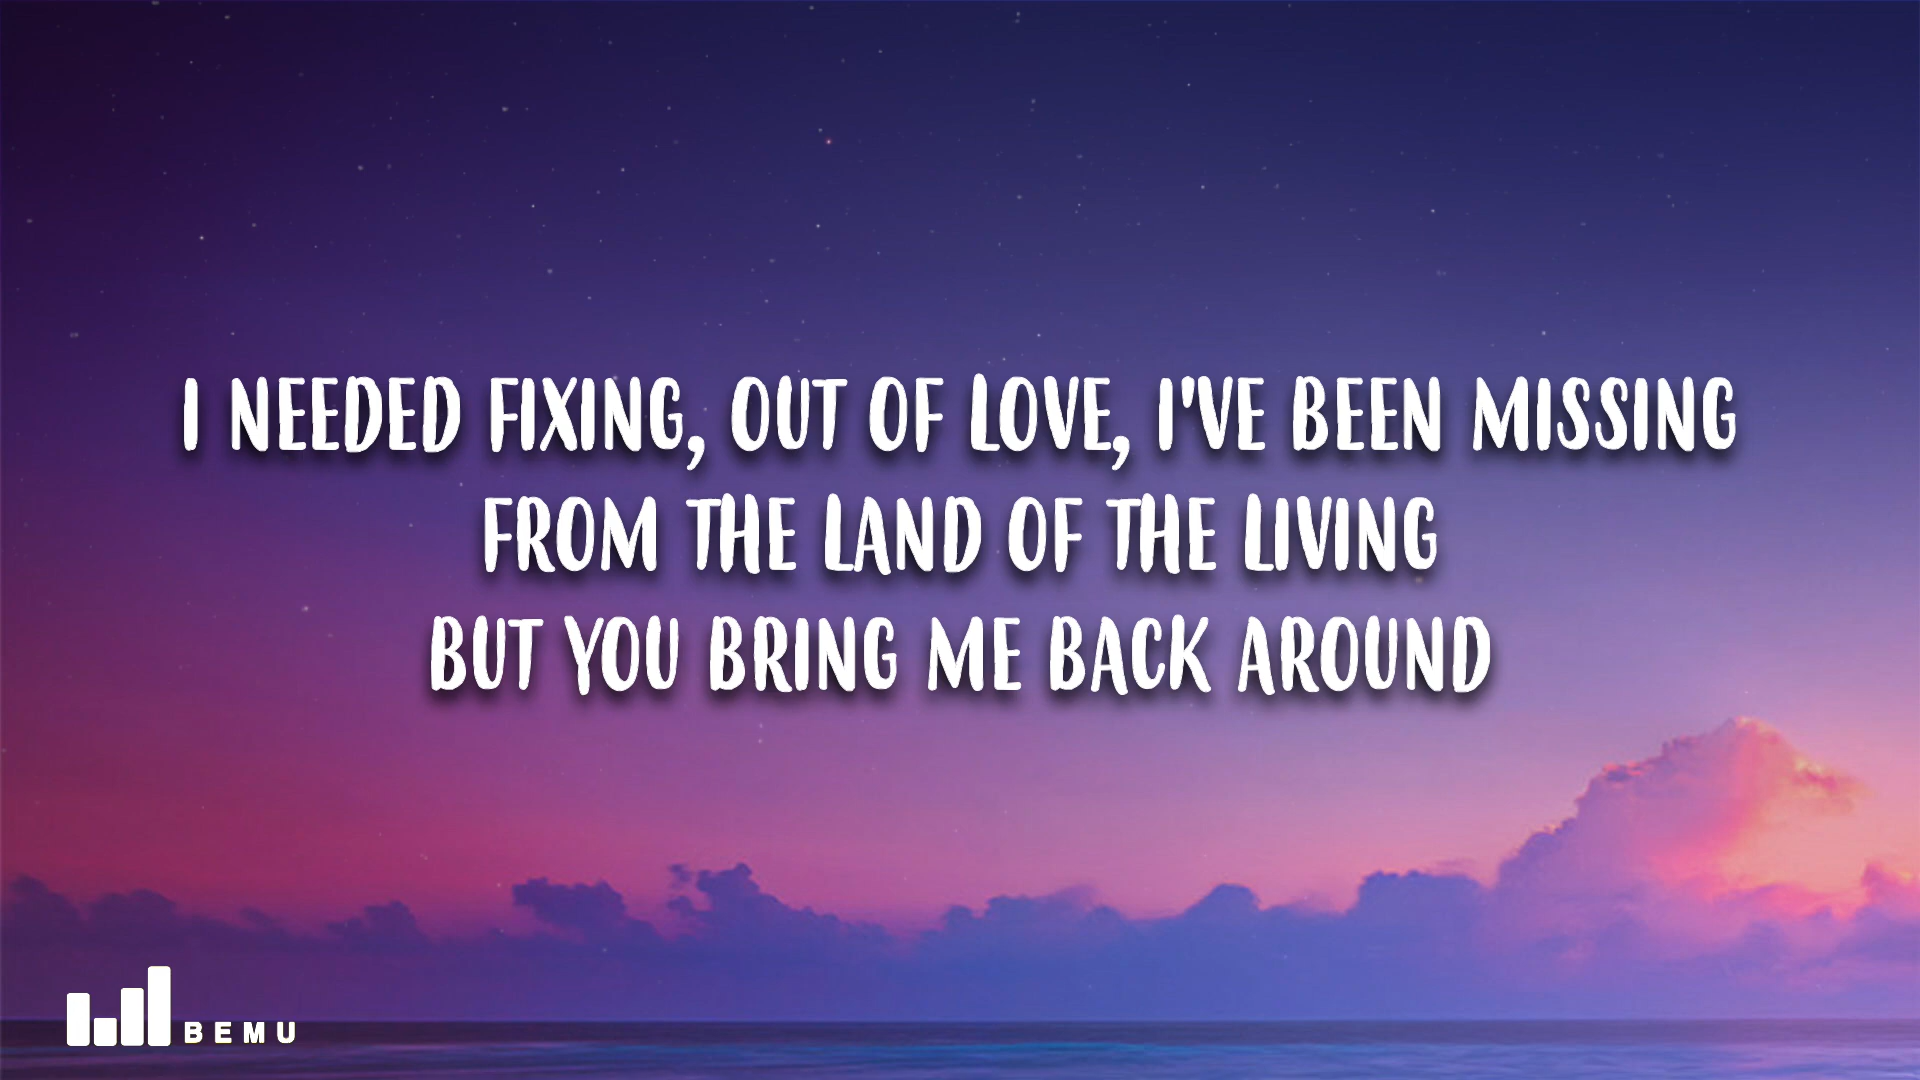 I NEEDED FIXING, OUT OF LOVE, I'VE BEEN MISSING
FROM THE LAND OF THE LIVING
BUT YOU BRING ME BACK AROUND
BEMU